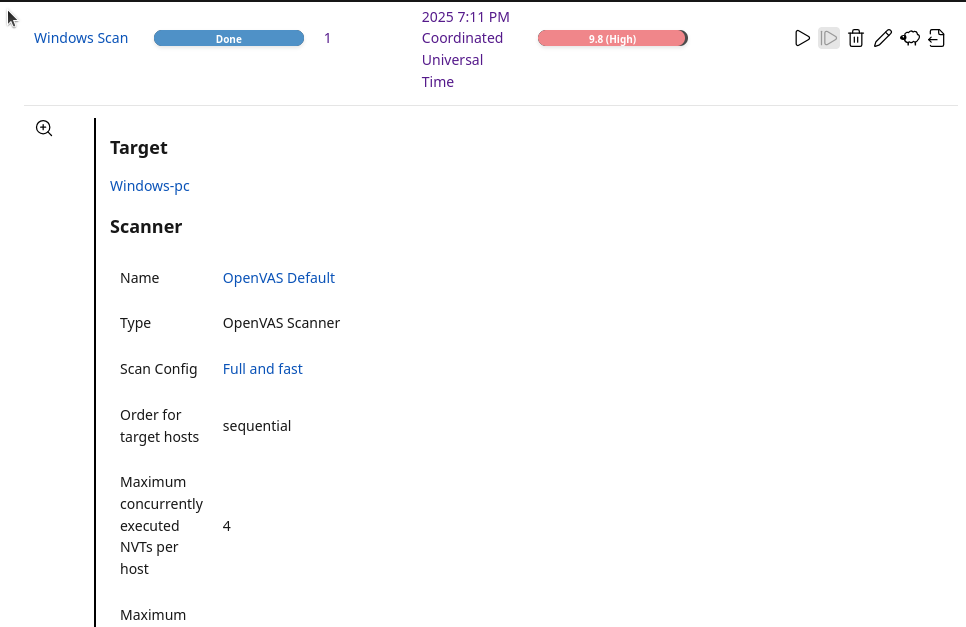 2025 7:11 PM
Windows Scan Done 1 Coordinated 9.8 (High)
Universal
Time
Target
Windows-pc
Scanner
Name OpenVAS Default
Type OpenVAS Scanner
Scan Config Full and fast
Order for
target hosts
sequential
Maximum
concurrently
executed 4
NVTs per
host
Maximum